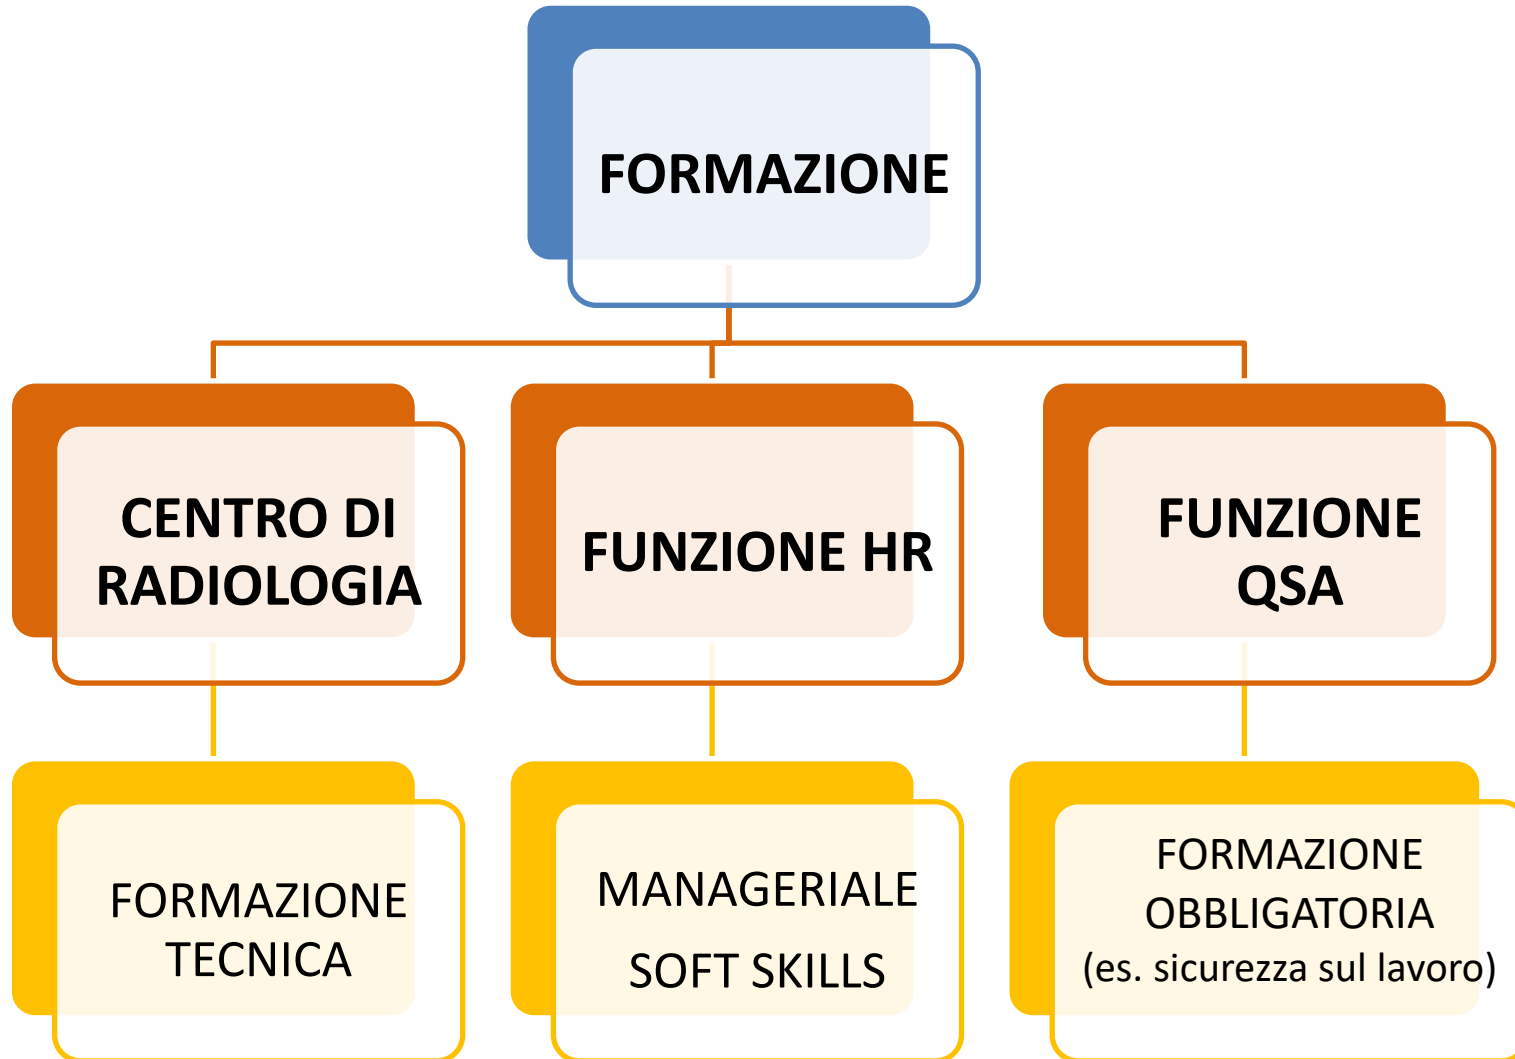 FORMAZIONE
CENTRO DI
RADIOLOGIA
FUNZIONE HR
FUNZIONE
QSA
FORMAZIONE
TECNICA
MANAGERIALE
SOFT SKILLS
FORMAZIONE
OBBLIGATORIA
(es. sicurezza sul lavoro)